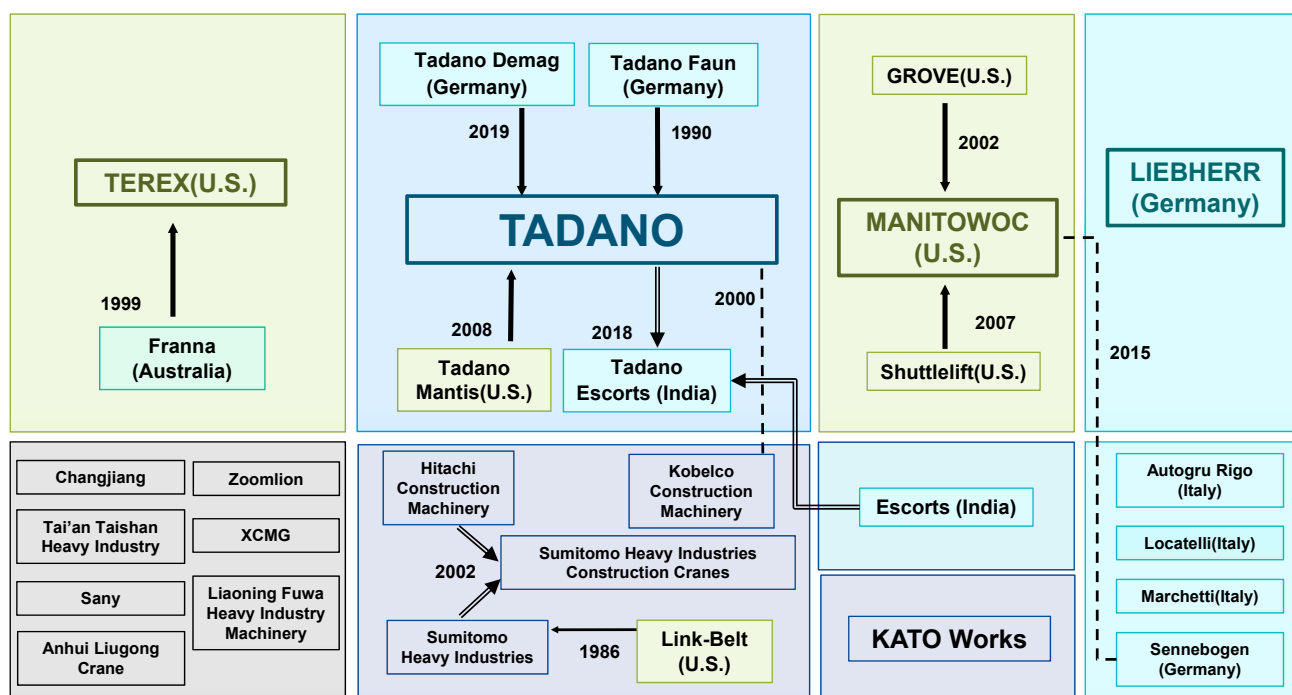 TEREX(U.S.)
1999
Franna
(Australia)
Tadano Demag
(Germany)
Tadano Faun
(Germany)
2019
1990
TADANO
2008
2018
2000
Tadano
Mantis(U.S.)
Tadano
Escorts (India)
GROVE(U.S.)
2002
MANITOWOC
(U.S.)
2007
Shuttlelift(U.S.)
LIEBHERR
(Germany)
2015
Changjiang
Zoomlion
Tai’an Taishan
Heavy Industry
XCMG
Sany
Liaoning Fuwa
Heavy Industry
Machinery
Anhui Liugong
Crane
Hitachi
Construction
Machinery
Kobelco
Construction
Machinery
2002
Sumitomo Heavy Industries
Construction Cranes
Sumitomo
Heavy Industries
1986
Link-Belt
(U.S.)
Escorts (India)
KATO Works
Autogru Rigo
(Italy)
Locatelli(Italy)
Marchetti(Italy)
Sennebogen
(Germany)